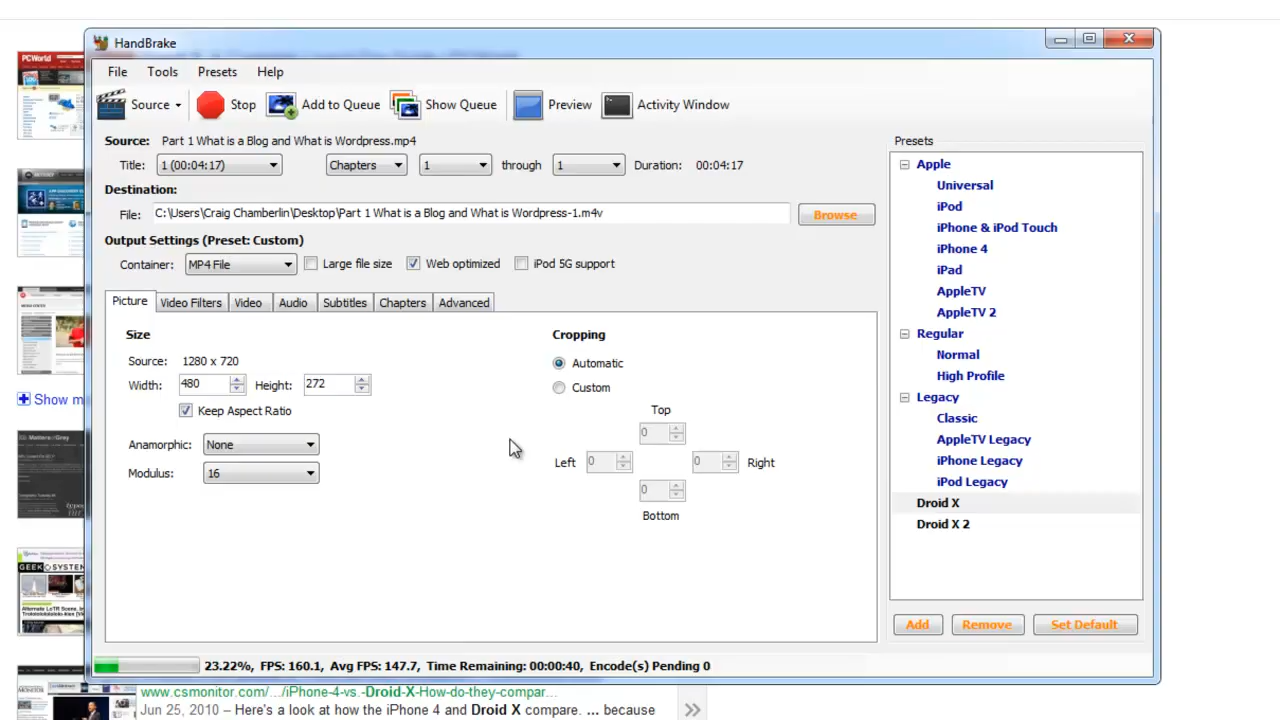 HandBrake
File Tools Presets Help
Source Stop Add to Queue Show Queue Preview Activity Window
Source: Part 1 What is a Blog and What is Wordpress.mp4
Title: 1 (00:04:17) Chapters 1 through 1 Duration: 00:04:17
Destination:
File: C:\Users\Craig Chamberlin\Desktop\Part 1 What is a Blog and What is Wordpress-1.m4v Browse
Output Settings (Preset: Custom)
Container: MP4 File Large file size Web optimized iPod 5G support
Picture Video Filters Video Audio Subtitles Chapters Advanced
Size
Source: 1280 x 720
Width: 480 Height: 272
Keep Aspect Ratio
Anamorphic: None
Modulus: 16
Cropping
Automatic
Custom
Top
0
Left 0 0 Right
0
Bottom
Presets
Apple
Universal
iPod
iPhone & iPod Touch
iPhone 4
iPad
AppleTV
AppleTV 2
Regular
Normal
High Profile
Legacy
Classic
AppleTV Legacy
iPhone Legacy
iPod Legacy
Droid X
Droid X 2
Add Remove Set Default
23.22%, FPS: 160.1, Avg FPS: 147.7, Time Remaining: 00:00:40, Encode(s) Pending 0
PCWorld
Show m
GEEK SYSTEM
www.csmonitor.com/.../iPhone-4-vs.-Droid-X-How-do-they-compar...
Jun 25, 2010 – Here's a look at how the iPhone 4 and Droid X compare. ... because